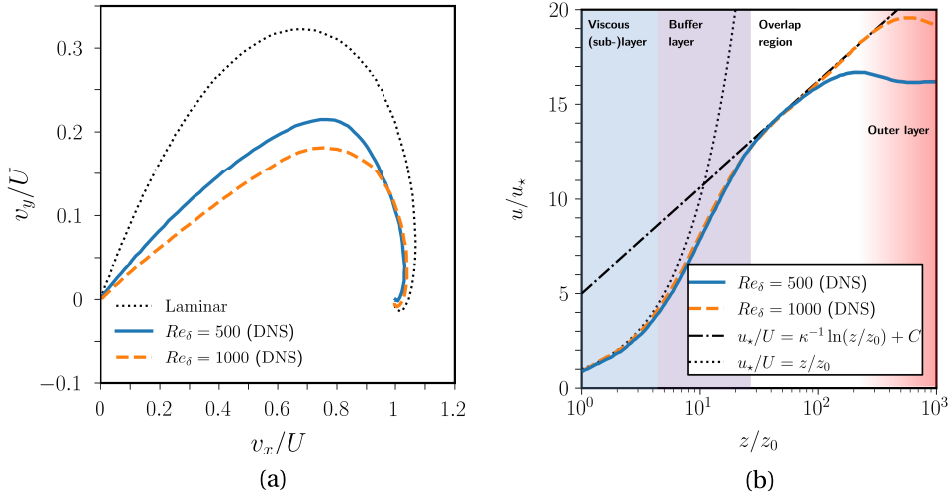 0.3
0.2
0.1
0
−0.1
v_y/U
Laminar
Re_δ = 500 (DNS)
Re_δ = 1000 (DNS)
0 0.2 0.4 0.6 0.8 1 1.2
v_x/U
(a)
20
15
10
5
0
u/u_⋆
Viscous
(sub-)layer
Buffer
layer
Overlap
region
Outer layer
Re_δ = 500 (DNS)
Re_δ = 1000 (DNS)
u_⋆/U = κ^{−1} ln(z/z_0) + C
u_⋆/U = z/z_0
10^0 10^1 10^2 10^3
z/z_0
(b)